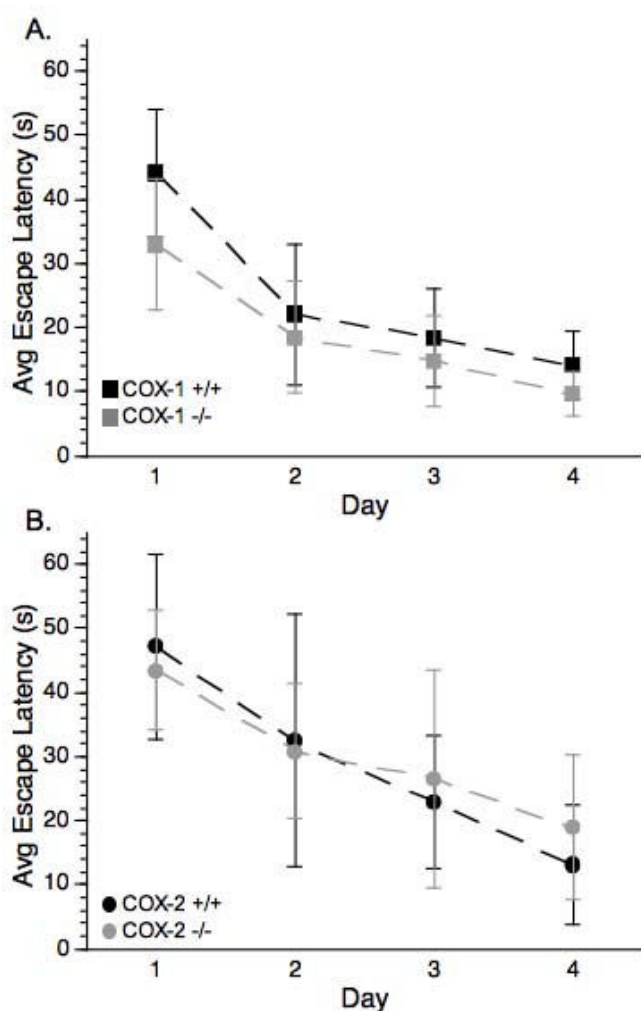 A.
Avg Escape Latency (s)
60
50
40
30
20
10
0
COX-1 +/+
COX-1 -/-
1 2 3 4
Day
B.
Avg Escape Latency (s)
60
50
40
30
20
10
0
COX-2 +/+
COX-2 -/-
1 2 3 4
Day